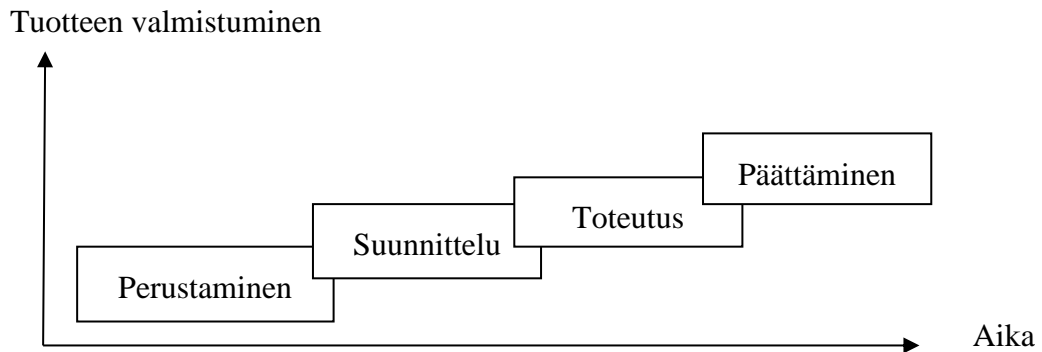 Tuotteen valmistuminen
Päättäminen
Toteutus
Suunnittelu
Perustaminen
Aika